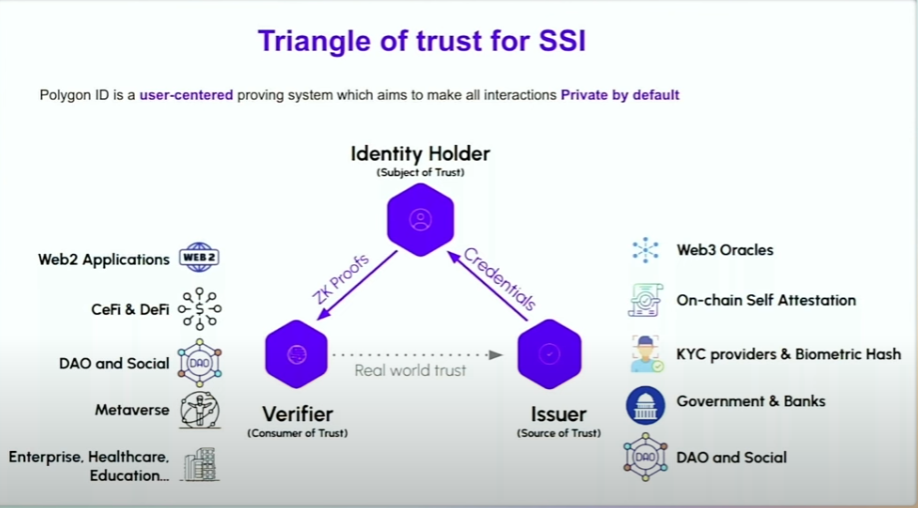 Triangle of trust for SSI
Polygon ID is a user-centered proving system which aims to make all interactions Private by default
Identity Holder
(Subject of Trust)
ZK Proofs
Credentials
Web2 Applications
WEB 2
CeFi & DeFi
DAO and Social
DAO
Metaverse
Enterprise, Healthcare,
Education...
Real world trust
Verifier
(Consumer of Trust)
Issuer
(Source of Trust)
Web3 Oracles
On-chain Self Attestation
KYC providers & Biometric Hash
Government & Banks
DAO
DAO and Social